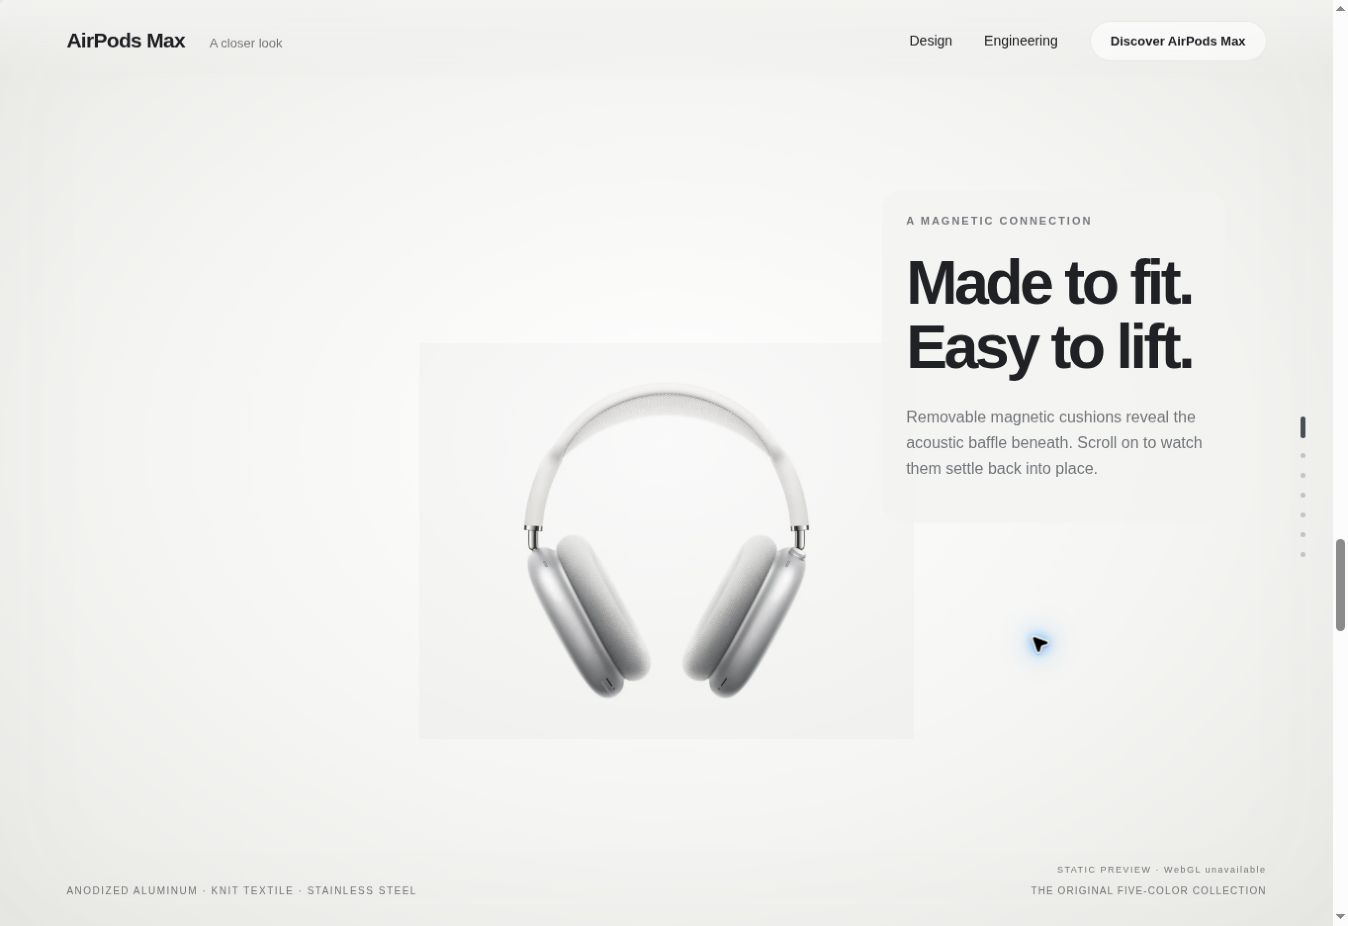 AirPods Max
A closer look
Design
Engineering
Discover AirPods Max
A MAGNETIC CONNECTION
Made to fit.
Easy to lift.
Removable magnetic cushions reveal the
acoustic baffle beneath. Scroll on to watch
them settle back into place.
STATIC PREVIEW · WebGL unavailable
ANODIZED ALUMINUM · KNIT TEXTILE · STAINLESS STEEL
THE ORIGINAL FIVE-COLOR COLLECTION